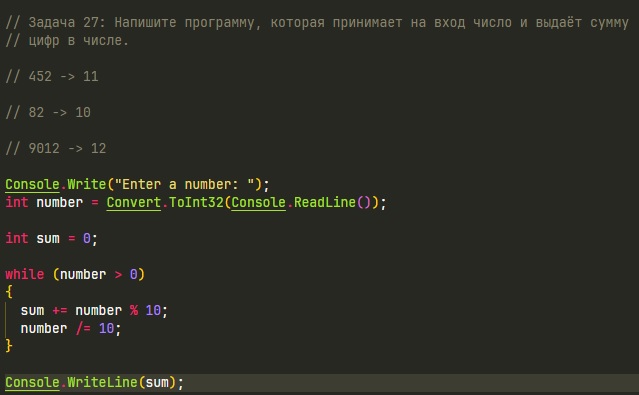 // Задача 27: Напишите программу, которая принимает на вход число и выдаёт сумму
// цифр в числе.
// 452 -> 11
// 82 -> 10
// 9012 -> 12
Console.Write("Enter a number: ");
int number = Convert.ToInt32(Console.ReadLine());
int sum = 0;
while (number > 0)
{
  sum += number % 10;
  number /= 10;
}
Console.WriteLine(sum);